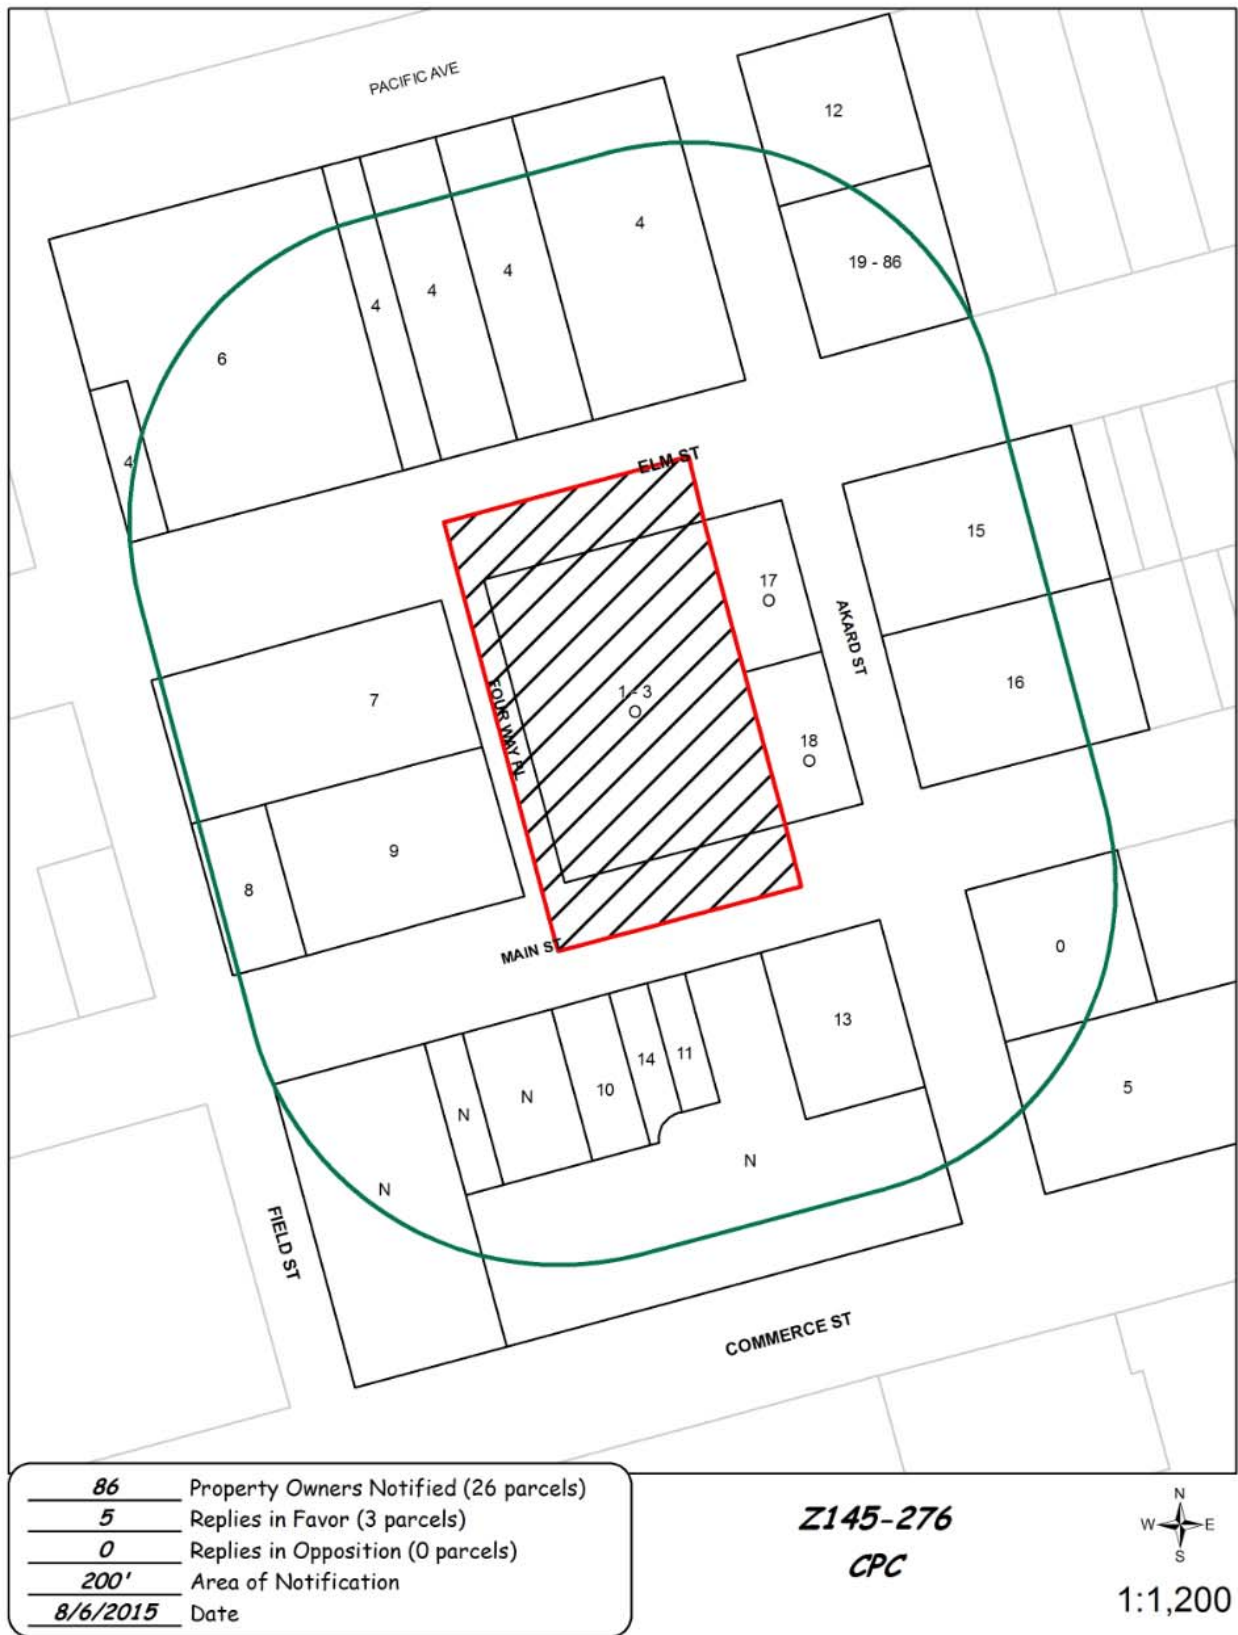 PACIFIC AVE
12
4
19 - 86
4
4
4
6
4
ELM ST
15
17
AKARD ST
16
1 - 3
7
FOUR WAY PL
18
9
8
MAIN ST
0
13
14
11
10
N
N
5
N
N
FIELD ST
COMMERCE ST
86 Property Owners Notified (26 parcels)
5 Replies in Favor (3 parcels)
0 Replies in Opposition (0 parcels)
200' Area of Notification
8/6/2015 Date
Z145-276
CPC
N
W E
S
1:1,200